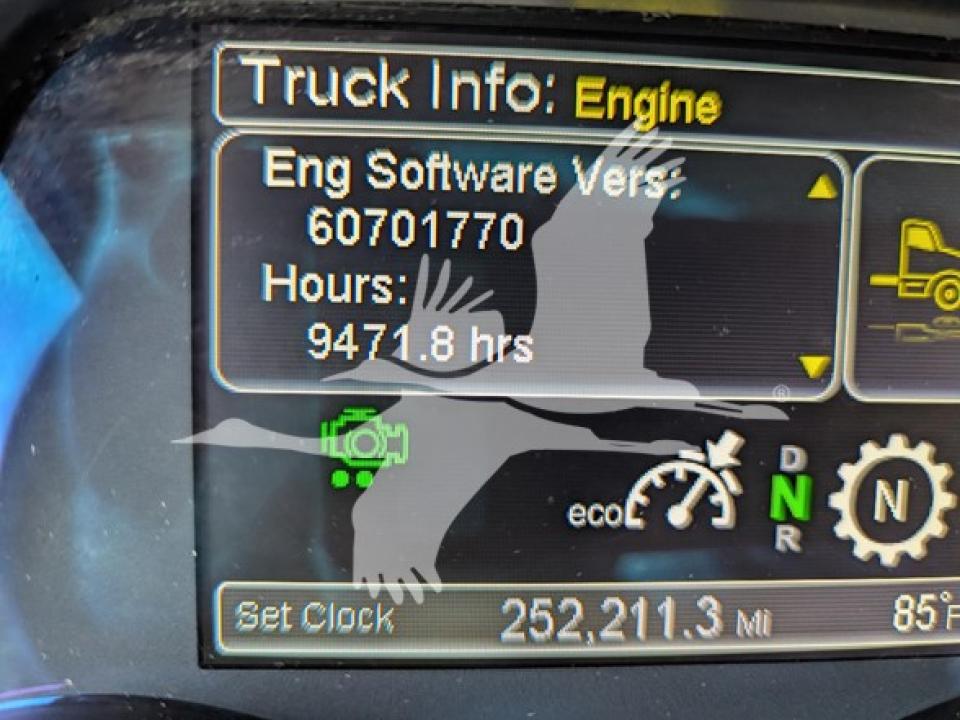 Truck Info: Engine
Eng Software Vers:
60701770
Hours:
9471.8 hrs
®
eco
D
N
R
N
Set Clock
252,211.3 Mi
85°F